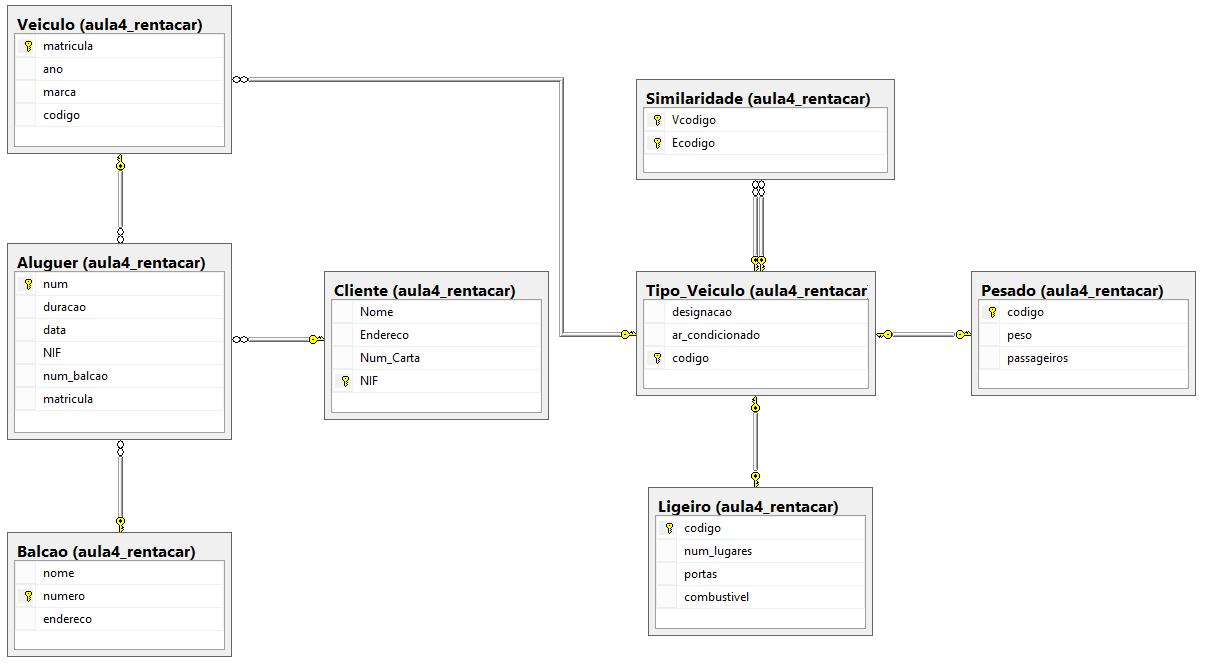 Veiculo (aula4_rentacar)
matricula
ano
marca
codigo
Similaridade (aula4_rentacar)
Vcodigo
Ecodigo
Aluguer (aula4_rentacar)
num
duracao
data
NIF
num_balcao
matricula
Cliente (aula4_rentacar)
Nome
Endereco
Num_Carta
NIF
Tipo_Veiculo (aula4_rentacar
designacao
ar_condicionado
codigo
Pesado (aula4_rentacar)
codigo
peso
passageiros
Ligeiro (aula4_rentacar)
codigo
num_lugares
portas
combustivel
Balcao (aula4_rentacar)
nome
numero
endereco